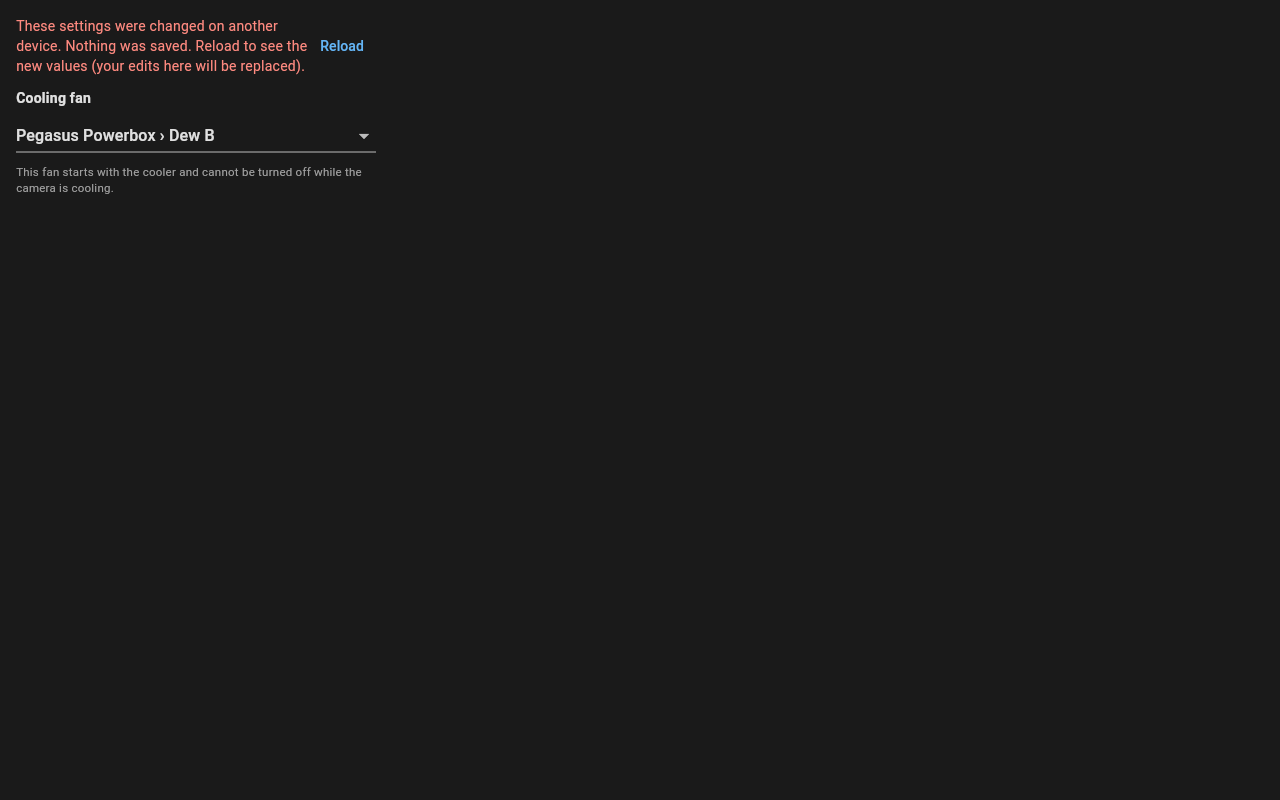 These settings were changed on another
device. Nothing was saved. Reload to see the
new values (your edits here will be replaced).
Reload
Cooling fan
Pegasus Powerbox › Dew B
This fan starts with the cooler and cannot be turned off while the
camera is cooling.